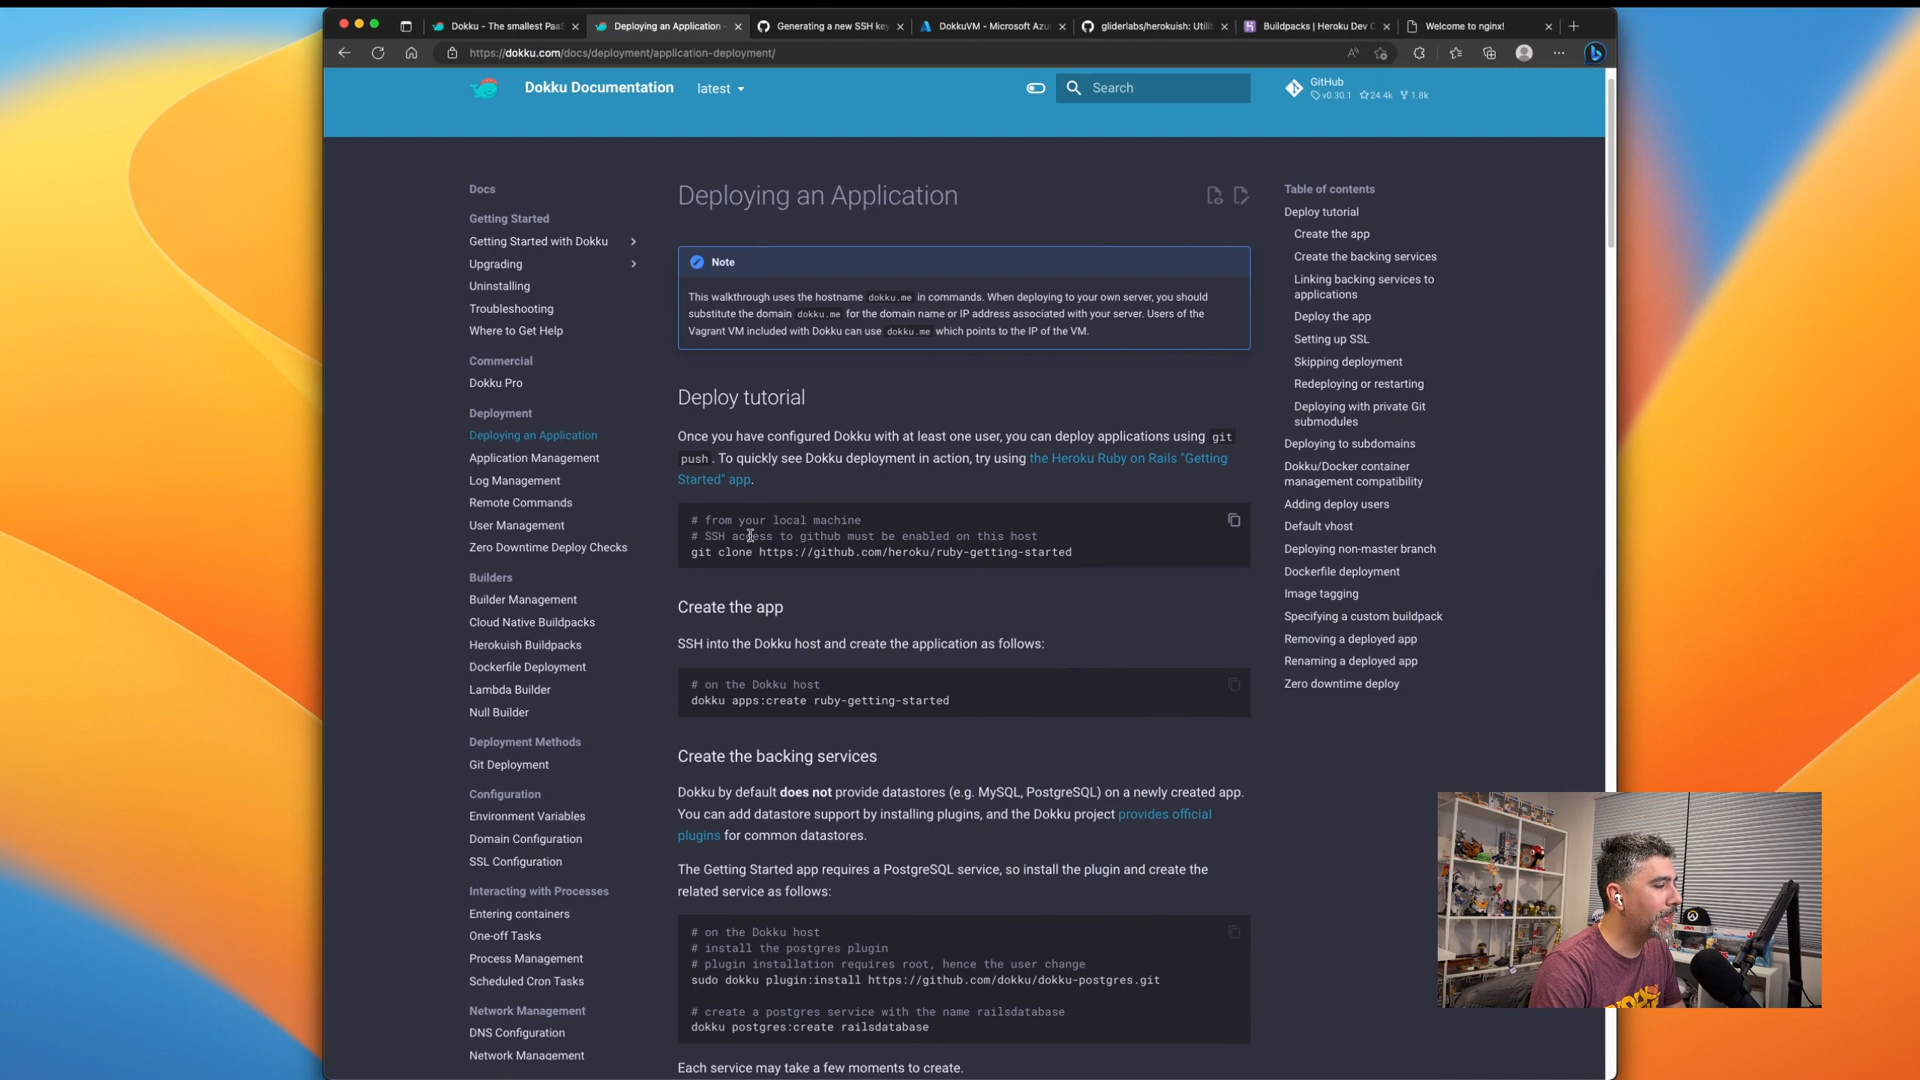 Dokku - The smallest PaaS
Deploying an Application -
Generating a new SSH key
DokkuVM - Microsoft Azu
gliderlabs/herokuish: Utilit
Buildpacks | Heroku Dev C
Welcome to nginx!
https://dokku.com/docs/deployment/application-deployment/
Dokku Documentation
latest
Search
GitHub
v0.30.1 24.4k 1.8k
Docs
Getting Started
Getting Started with Dokku
Upgrading
Uninstalling
Troubleshooting
Where to Get Help
Commercial
Dokku Pro
Deployment
Deploying an Application
Application Management
Log Management
Remote Commands
User Management
Zero Downtime Deploy Checks
Builders
Builder Management
Cloud Native Buildpacks
Herokuish Buildpacks
Dockerfile Deployment
Lambda Builder
Null Builder
Deployment Methods
Git Deployment
Configuration
Environment Variables
Domain Configuration
SSL Configuration
Interacting with Processes
Entering containers
One-off Tasks
Process Management
Scheduled Cron Tasks
Network Management
DNS Configuration
Network Management
Deploying an Application
Note
This walkthrough uses the hostname dokku.me in commands. When deploying to your own server, you should
substitute the domain dokku.me for the domain name or IP address associated with your server. Users of the
Vagrant VM included with Dokku can use dokku.me which points to the IP of the VM.
Deploy tutorial
Once you have configured Dokku with at least one user, you can deploy applications using git
push. To quickly see Dokku deployment in action, try using the Heroku Ruby on Rails "Getting
Started" app.
# from your local machine
# SSH access to github must be enabled on this host
git clone https://github.com/heroku/ruby-getting-started
Create the app
SSH into the Dokku host and create the application as follows:
# on the Dokku host
dokku apps:create ruby-getting-started
Create the backing services
Dokku by default does not provide datastores (e.g. MySQL, PostgreSQL) on a newly created app.
You can add datastore support by installing plugins, and the Dokku project provides official
plugins for common datastores.
The Getting Started app requires a PostgreSQL service, so install the plugin and create the
related service as follows:
# on the Dokku host
# install the postgres plugin
# plugin installation requires root, hence the user change
sudo dokku plugin:install https://github.com/dokku/dokku-postgres.git
# create a postgres service with the name railsdatabase
dokku postgres:create railsdatabase
Each service may take a few moments to create.
Table of contents
Deploy tutorial
Create the app
Create the backing services
Linking backing services to
applications
Deploy the app
Setting up SSL
Skipping deployment
Redeploying or restarting
Deploying with private Git
submodules
Deploying to subdomains
Dokku/Docker container
management compatibility
Adding deploy users
Default vhost
Deploying non-master branch
Dockerfile deployment
Image tagging
Specifying a custom buildpack
Removing a deployed app
Renaming a deployed app
Zero downtime deploy